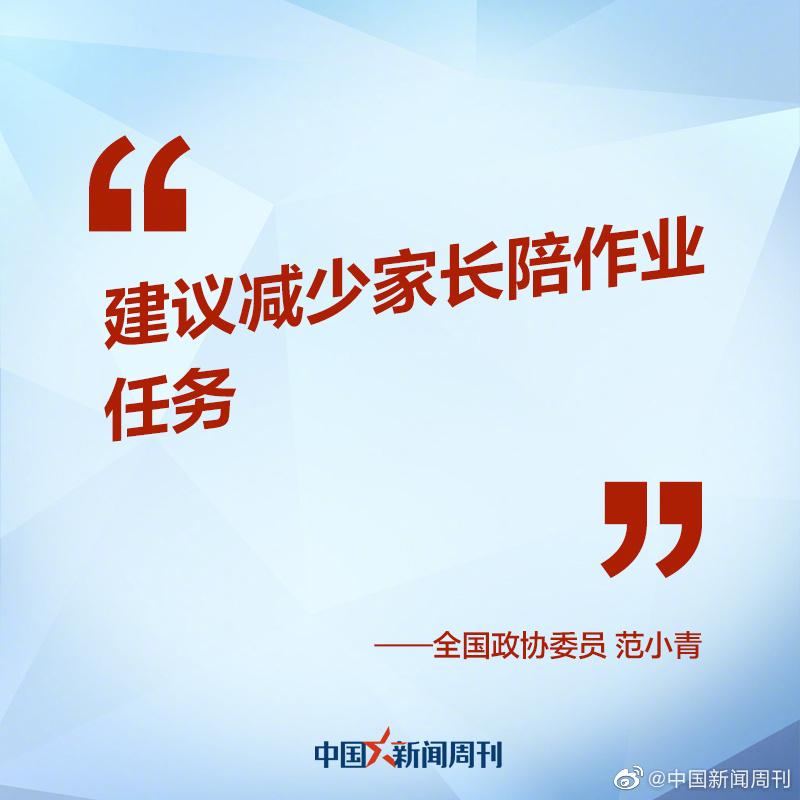 “
建议减少家长陪作业
任务
”
——全国政协委员 范小青
中国新闻周刊
@中国新闻周刊